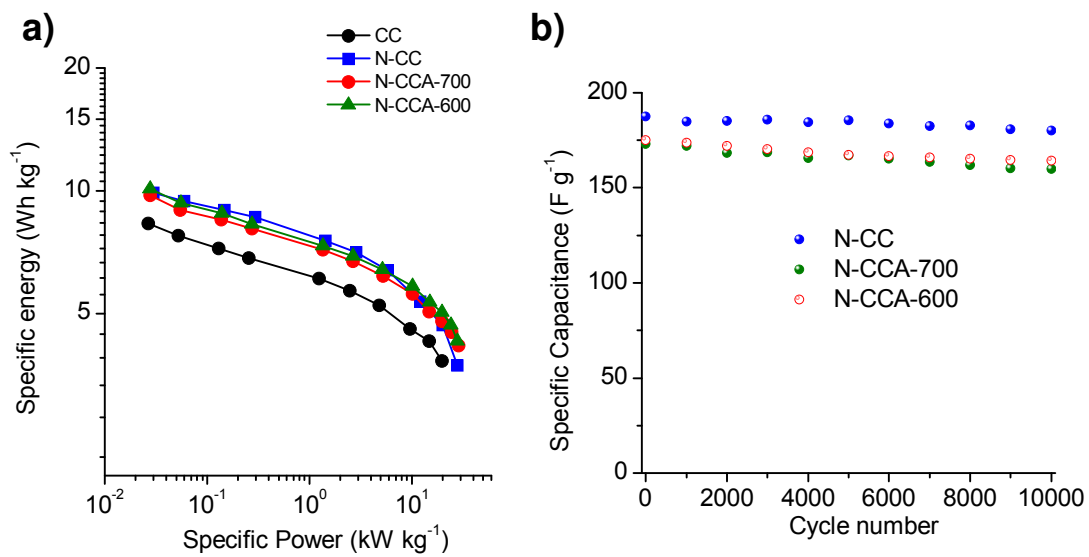 a)
CC
N-CC
N-CCA-700
N-CCA-600
20
15
10
5
Specific energy (Wh kg⁻¹)
10⁻² 10⁻¹ 10⁰ 10¹
Specific Power (kW kg⁻¹)
b)
200
150
100
50
0
Specific Capacitance (F g⁻¹)
N-CC
N-CCA-700
N-CCA-600
0 2000 4000 6000 8000 10000
Cycle number